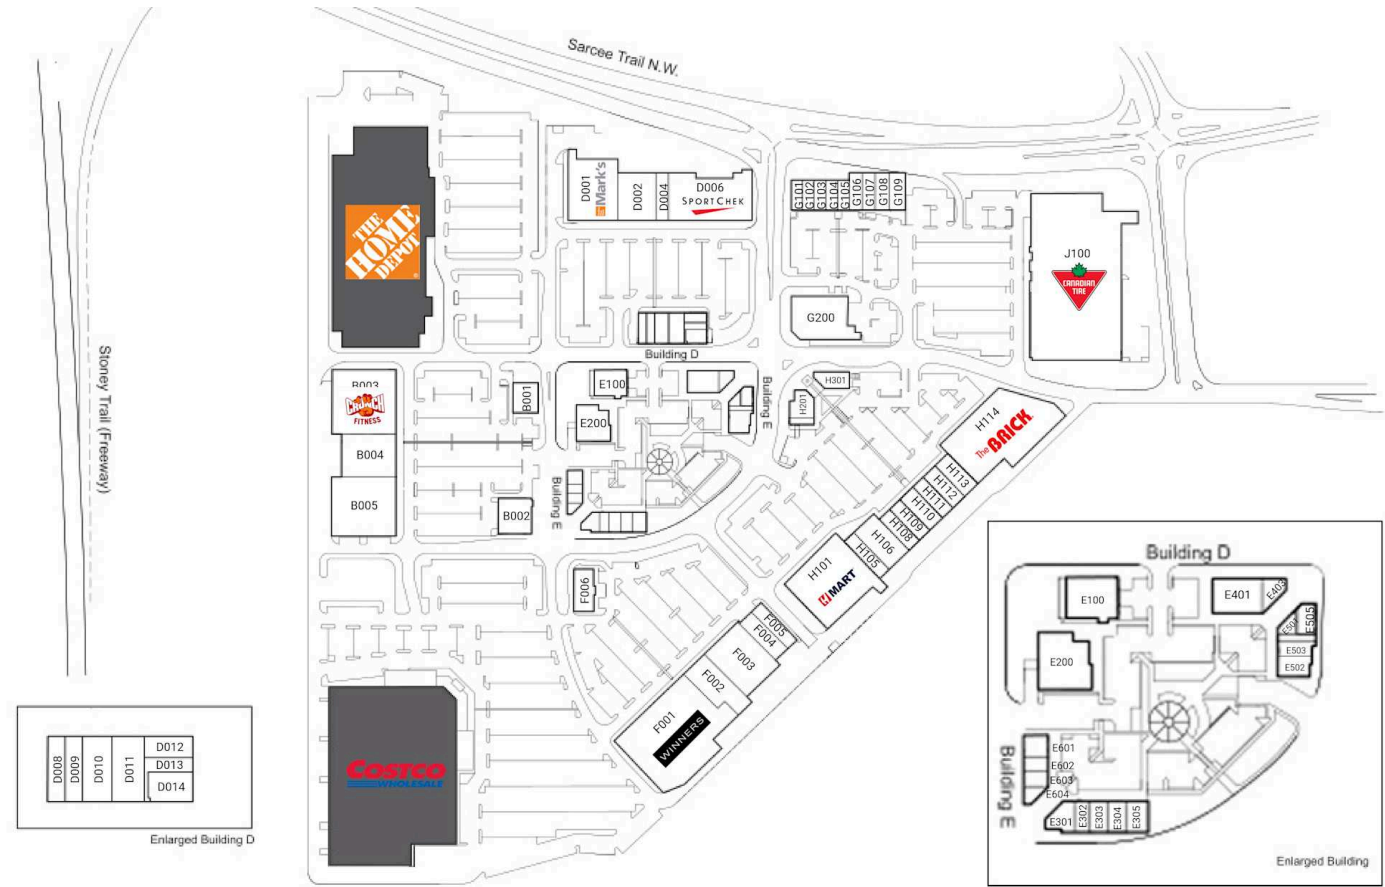 Sarcee Trail N.W.
Stoney Trail (Freeway)
THE
HOME
DEPOT
D001
Mark's
D002
D004
D006
SPORTCHEK
G101
G102
G103
G104
G105
G106
G107
G108
G109
J100
CANADIAN
TIRE
G200
Building D
B003
CRUNCH
FITNESS
B004
B005
B001
B002
E100
E200
Building E
Building E
H301
H201
H114
The BRICK
H113
H112
H111
H110
H109
H108
H106
H105
H101
H MART
F006
F005
F004
F003
F002
F001
WINNERS
COSTCO
WHOLESALE
D008
D009
D010
D011
D012
D013
D014
Enlarged Building D
Building D
E100
E401
E403
E501
E505
E503
E502
E200
Building E
E601
E602
E603
E604
E301
E302
E303
E304
E305
Enlarged Building